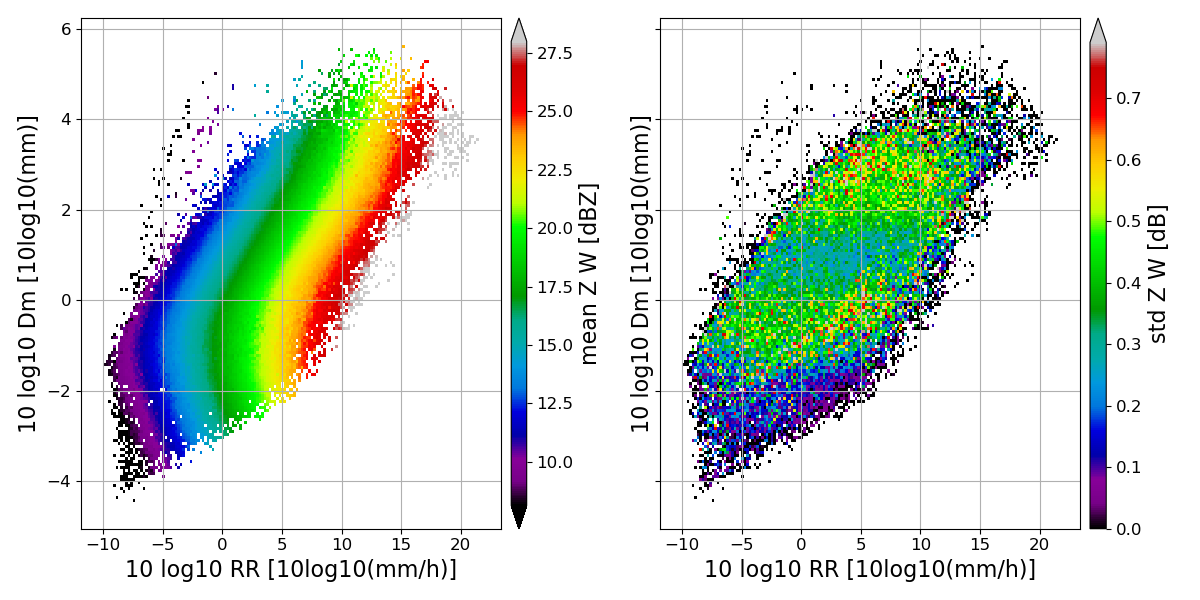 6
4
2
0
−2
−4
10 log10 Dm [10log10(mm)]
−10 −5 0 5 10 15 20
10 log10 RR [10log10(mm/h)]
27.5
25.0
22.5
20.0
17.5
15.0
12.5
10.0
mean Z W [dBZ]
10 log10 Dm [10log10(mm)]
−10 −5 0 5 10 15 20
10 log10 RR [10log10(mm/h)]
0.7
0.6
0.5
0.4
0.3
0.2
0.1
0.0
std Z W [dB]